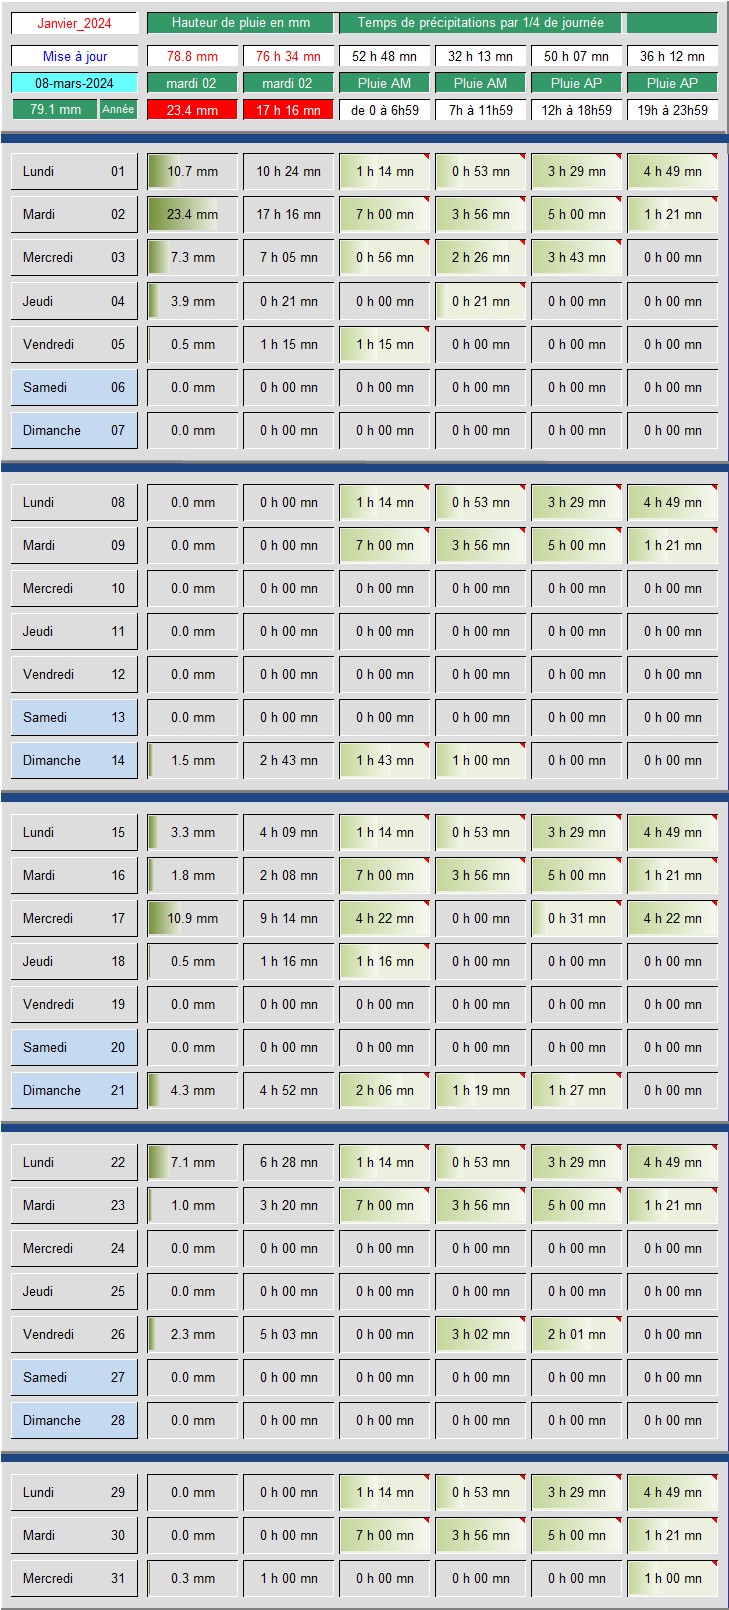 Janvier_2024 Hauteur de pluie en mm Temps de précipitations par 1/4 de journée
Mise à jour 78.8 mm 76 h 34 mn 52 h 48 mn 32 h 13 mn 50 h 07 mn 36 h 12 mn
08-mars-2024 mardi 02 mardi 02 Pluie AM Pluie AM Pluie AP Pluie AP
79.1 mm Année 23.4 mm 17 h 16 mn de 0 à 6h59 7h à 11h59 12h à 18h59 19h à 23h59
Lundi 01 10.7 mm 10 h 24 mn 1 h 14 mn 0 h 53 mn 3 h 29 mn 4 h 49 mn
Mardi 02 23.4 mm 17 h 16 mn 7 h 00 mn 3 h 56 mn 5 h 00 mn 1 h 21 mn
Mercredi 03 7.3 mm 7 h 05 mn 0 h 56 mn 2 h 26 mn 3 h 43 mn 0 h 00 mn
Jeudi 04 3.9 mm 0 h 21 mn 0 h 00 mn 0 h 21 mn 0 h 00 mn 0 h 00 mn
Vendredi 05 0.5 mm 1 h 15 mn 1 h 15 mn 0 h 00 mn 0 h 00 mn 0 h 00 mn
Samedi 06 0.0 mm 0 h 00 mn 0 h 00 mn 0 h 00 mn 0 h 00 mn 0 h 00 mn
Dimanche 07 0.0 mm 0 h 00 mn 0 h 00 mn 0 h 00 mn 0 h 00 mn 0 h 00 mn
Lundi 08 0.0 mm 0 h 00 mn 1 h 14 mn 0 h 53 mn 3 h 29 mn 4 h 49 mn
Mardi 09 0.0 mm 0 h 00 mn 7 h 00 mn 3 h 56 mn 5 h 00 mn 1 h 21 mn
Mercredi 10 0.0 mm 0 h 00 mn 0 h 00 mn 0 h 00 mn 0 h 00 mn 0 h 00 mn
Jeudi 11 0.0 mm 0 h 00 mn 0 h 00 mn 0 h 00 mn 0 h 00 mn 0 h 00 mn
Vendredi 12 0.0 mm 0 h 00 mn 0 h 00 mn 0 h 00 mn 0 h 00 mn 0 h 00 mn
Samedi 13 0.0 mm 0 h 00 mn 0 h 00 mn 0 h 00 mn 0 h 00 mn 0 h 00 mn
Dimanche 14 1.5 mm 2 h 43 mn 1 h 43 mn 1 h 00 mn 0 h 00 mn 0 h 00 mn
Lundi 15 3.3 mm 4 h 09 mn 1 h 14 mn 0 h 53 mn 3 h 29 mn 4 h 49 mn
Mardi 16 1.8 mm 2 h 08 mn 7 h 00 mn 3 h 56 mn 5 h 00 mn 1 h 21 mn
Mercredi 17 10.9 mm 9 h 14 mn 4 h 22 mn 0 h 00 mn 0 h 31 mn 4 h 22 mn
Jeudi 18 0.5 mm 1 h 16 mn 1 h 16 mn 0 h 00 mn 0 h 00 mn 0 h 00 mn
Vendredi 19 0.0 mm 0 h 00 mn 0 h 00 mn 0 h 00 mn 0 h 00 mn 0 h 00 mn
Samedi 20 0.0 mm 0 h 00 mn 0 h 00 mn 0 h 00 mn 0 h 00 mn 0 h 00 mn
Dimanche 21 4.3 mm 4 h 52 mn 2 h 06 mn 1 h 19 mn 1 h 27 mn 0 h 00 mn
Lundi 22 7.1 mm 6 h 28 mn 1 h 14 mn 0 h 53 mn 3 h 29 mn 4 h 49 mn
Mardi 23 1.0 mm 3 h 20 mn 7 h 00 mn 3 h 56 mn 5 h 00 mn 1 h 21 mn
Mercredi 24 0.0 mm 0 h 00 mn 0 h 00 mn 0 h 00 mn 0 h 00 mn 0 h 00 mn
Jeudi 25 0.0 mm 0 h 00 mn 0 h 00 mn 0 h 00 mn 0 h 00 mn 0 h 00 mn
Vendredi 26 2.3 mm 5 h 03 mn 0 h 00 mn 3 h 02 mn 2 h 01 mn 0 h 00 mn
Samedi 27 0.0 mm 0 h 00 mn 0 h 00 mn 0 h 00 mn 0 h 00 mn 0 h 00 mn
Dimanche 28 0.0 mm 0 h 00 mn 0 h 00 mn 0 h 00 mn 0 h 00 mn 0 h 00 mn
Lundi 29 0.0 mm 0 h 00 mn 1 h 14 mn 0 h 53 mn 3 h 29 mn 4 h 49 mn
Mardi 30 0.0 mm 0 h 00 mn 7 h 00 mn 3 h 56 mn 5 h 00 mn 1 h 21 mn
Mercredi 31 0.3 mm 1 h 00 mn 0 h 00 mn 0 h 00 mn 0 h 00 mn 1 h 00 mn